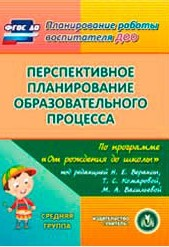 ФГОС ДО
Планирование работы
воспитателя ДОО
ПЕРСПЕКТИВНОЕ
ПЛАНИРОВАНИЕ
ОБРАЗОВАТЕЛЬНОГО
ПРОЦЕССА
По программе
«От рождения до школы»
под редакцией Н. Е. Вераксы,
Т. С. Комаровой,
М. А. Васильевой
СРЕДНЯЯ
ГРУППА
ИЗДАТЕЛЬСТВО
«УЧИТЕЛЬ»